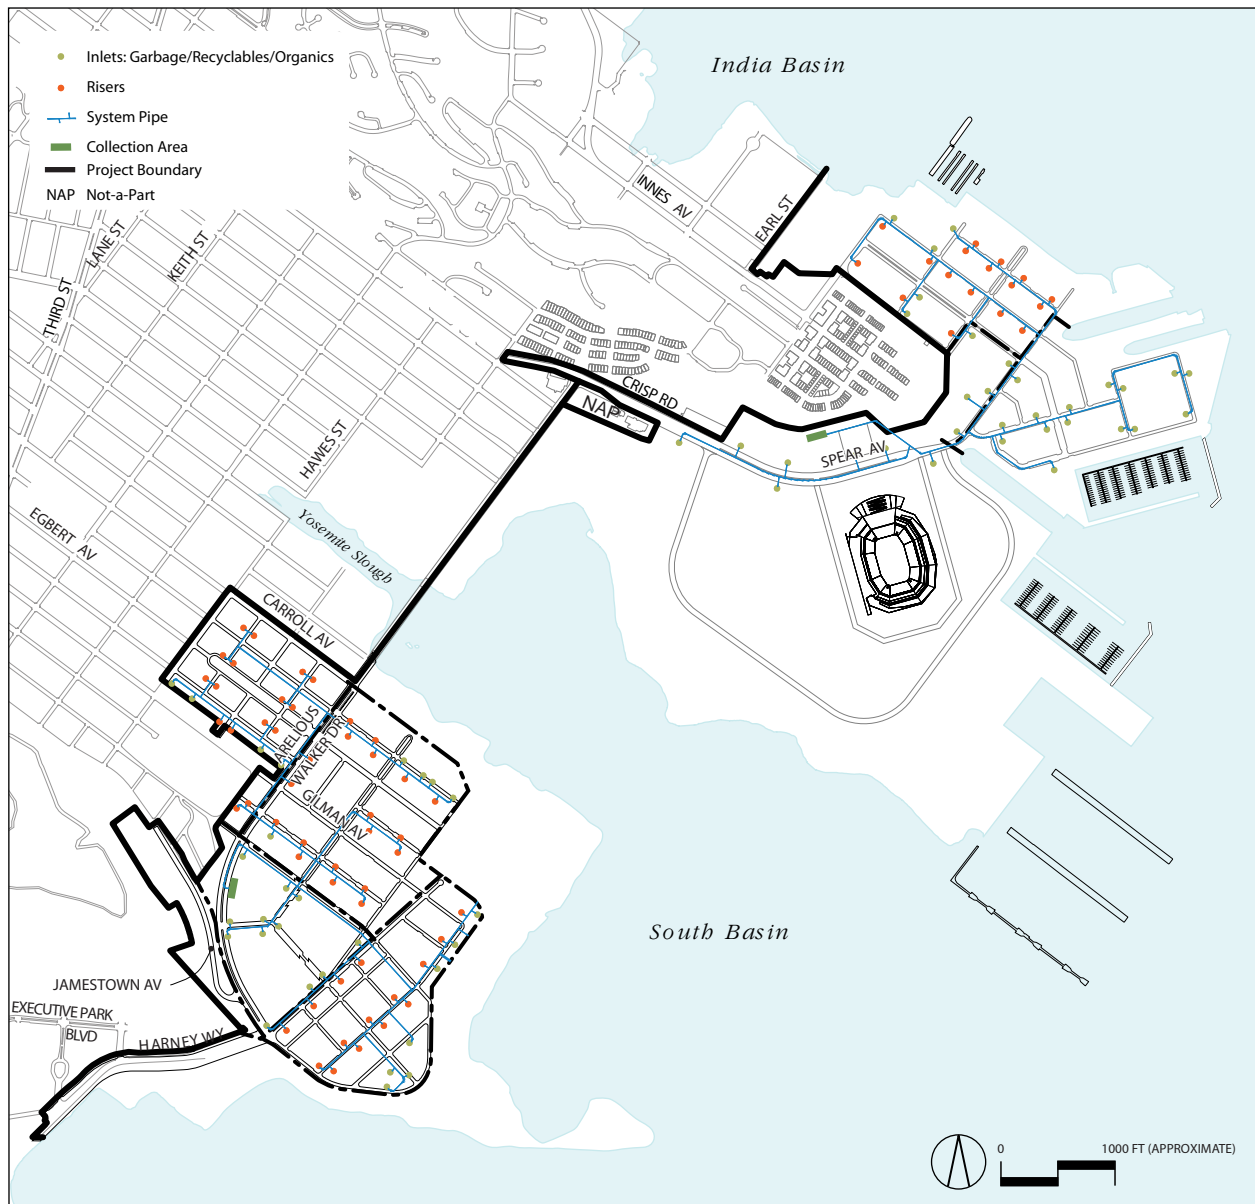 Inlets: Garbage/Recyclables/Organics
Risers
System Pipe
Collection Area
Project Boundary
NAP Not-a-Part
India Basin
INNES AV
EARL ST
LANE ST
KEITH ST
THIRD ST
CRISP RD
NAP
SPEAR AV
HAWES ST
EGBERT AV
Yosemite Slough
CARROLL AV
ARELIOUS
WALKER DR
GILMAN AV
South Basin
JAMESTOWN AV
EXECUTIVE PARK
BLVD
HARNEY WY
0 1000 FT (APPROXIMATE)